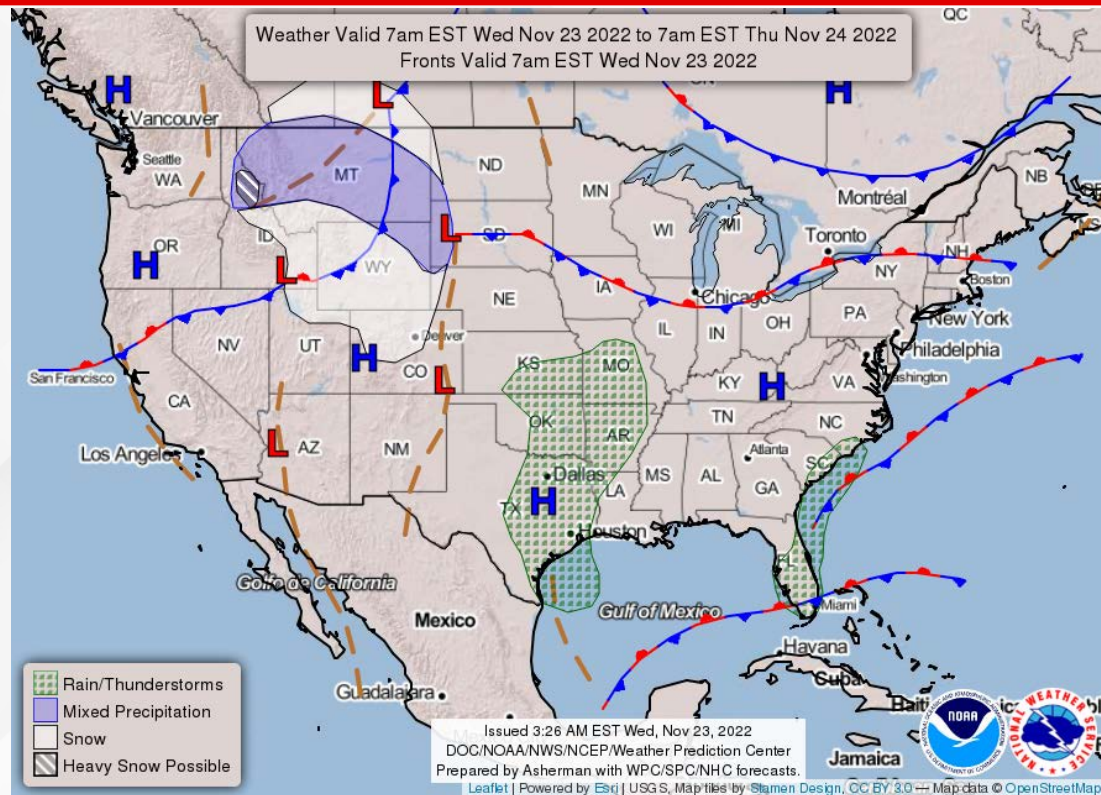 QC
Weather Valid 7am EST Wed Nov 23 2022 to 7am EST Thu Nov 24 2022
Fronts Valid 7am EST Wed Nov 23 2022
H
L
H
Vancouver
Seattle
WA
MT
ND
MN
Montréal
NB
OR
H
ID
L
WY
L
SD
WI
MI
Toronto
NH
NY
Boston
NE
IA
Chicago
PA
New York
NV
UT
Denver
IL
IN
OH
Philadelphia
H
CO
KS
MO
San Francisco
L
KY
H
VA
Washington
CA
OK
TN
NC
AR
Los Angeles
L
AZ
NM
Dallas
MS
AL
Atlanta
SC
GA
TX
H
LA
Houston
FL
Golfo de California
Mexico
Gulf of Mexico
Miami
Havana
Cuba
Guadalajara
Jamaica
Rain/Thunderstorms
Mixed Precipitation
Snow
Heavy Snow Possible
Issued 3:26 AM EST Wed, Nov 23, 2022
DOC/NOAA/NWS/NCEP/Weather Prediction Center
Prepared by Asherman with WPC/SPC/NHC forecasts.
NOAA
NATIONAL WEATHER SERVICE
Leaflet | Powered by Esri | USGS, Map tiles by Stamen Design, CC BY 3.0 — Map data © OpenStreetMap